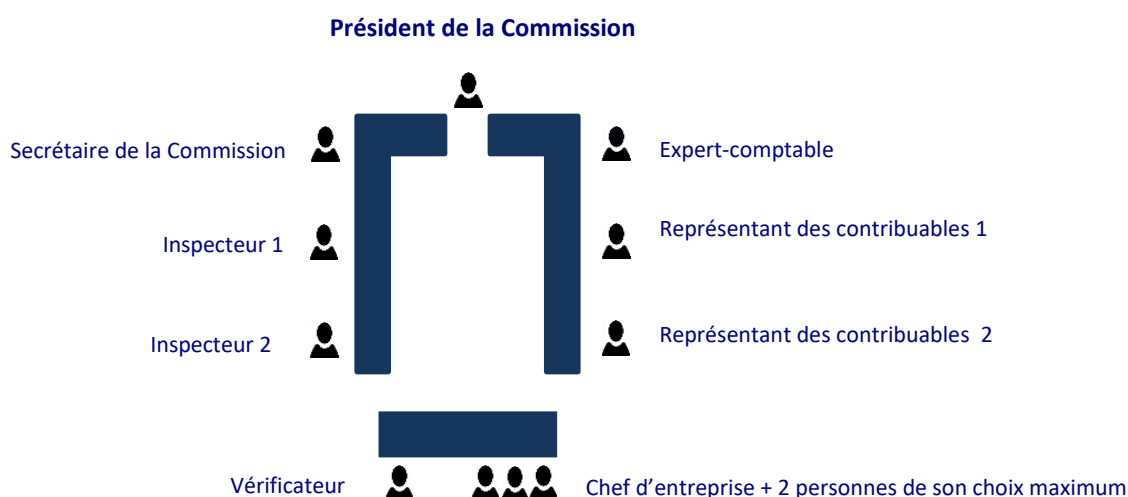 Président de la Commission
Secrétaire de la Commission
Expert-comptable
Inspecteur 1
Représentant des contribuables 1
Inspecteur 2
Représentant des contribuables 2
Vérificateur
Chef d’entreprise + 2 personnes de son choix maximum